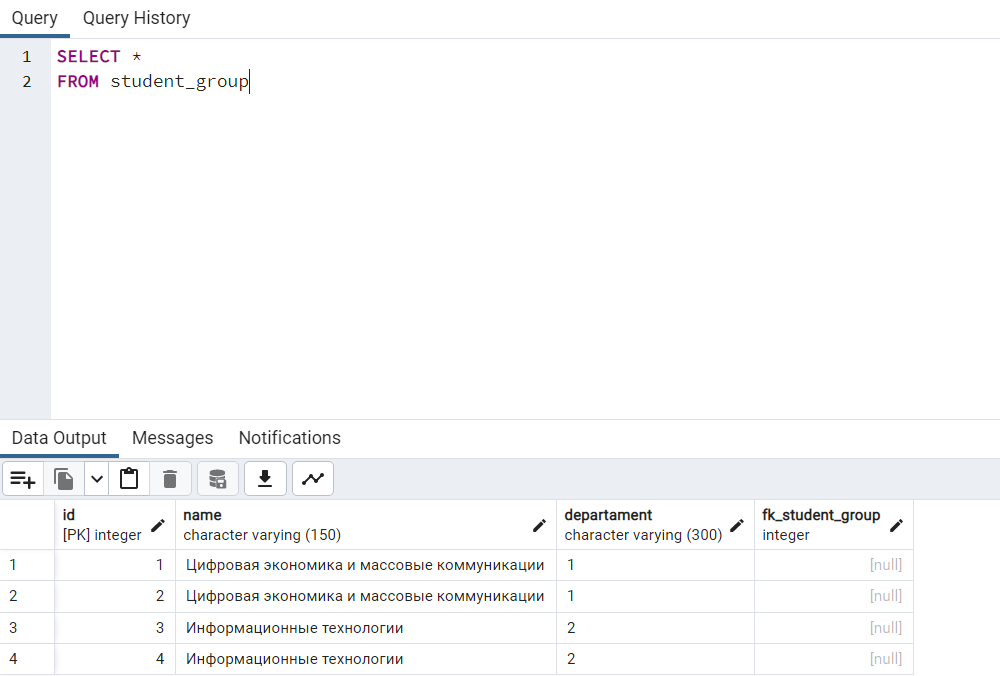 Query Query History
1 SELECT *
2 FROM student_group
Data Output Messages Notifications
id name departament fk_student_group
[PK] integer character varying (150) character varying (300) integer
1 1 Цифровая экономика и массовые коммуникации 1 [null]
2 2 Цифровая экономика и массовые коммуникации 1 [null]
3 3 Информационные технологии 2 [null]
4 4 Информационные технологии 2 [null]